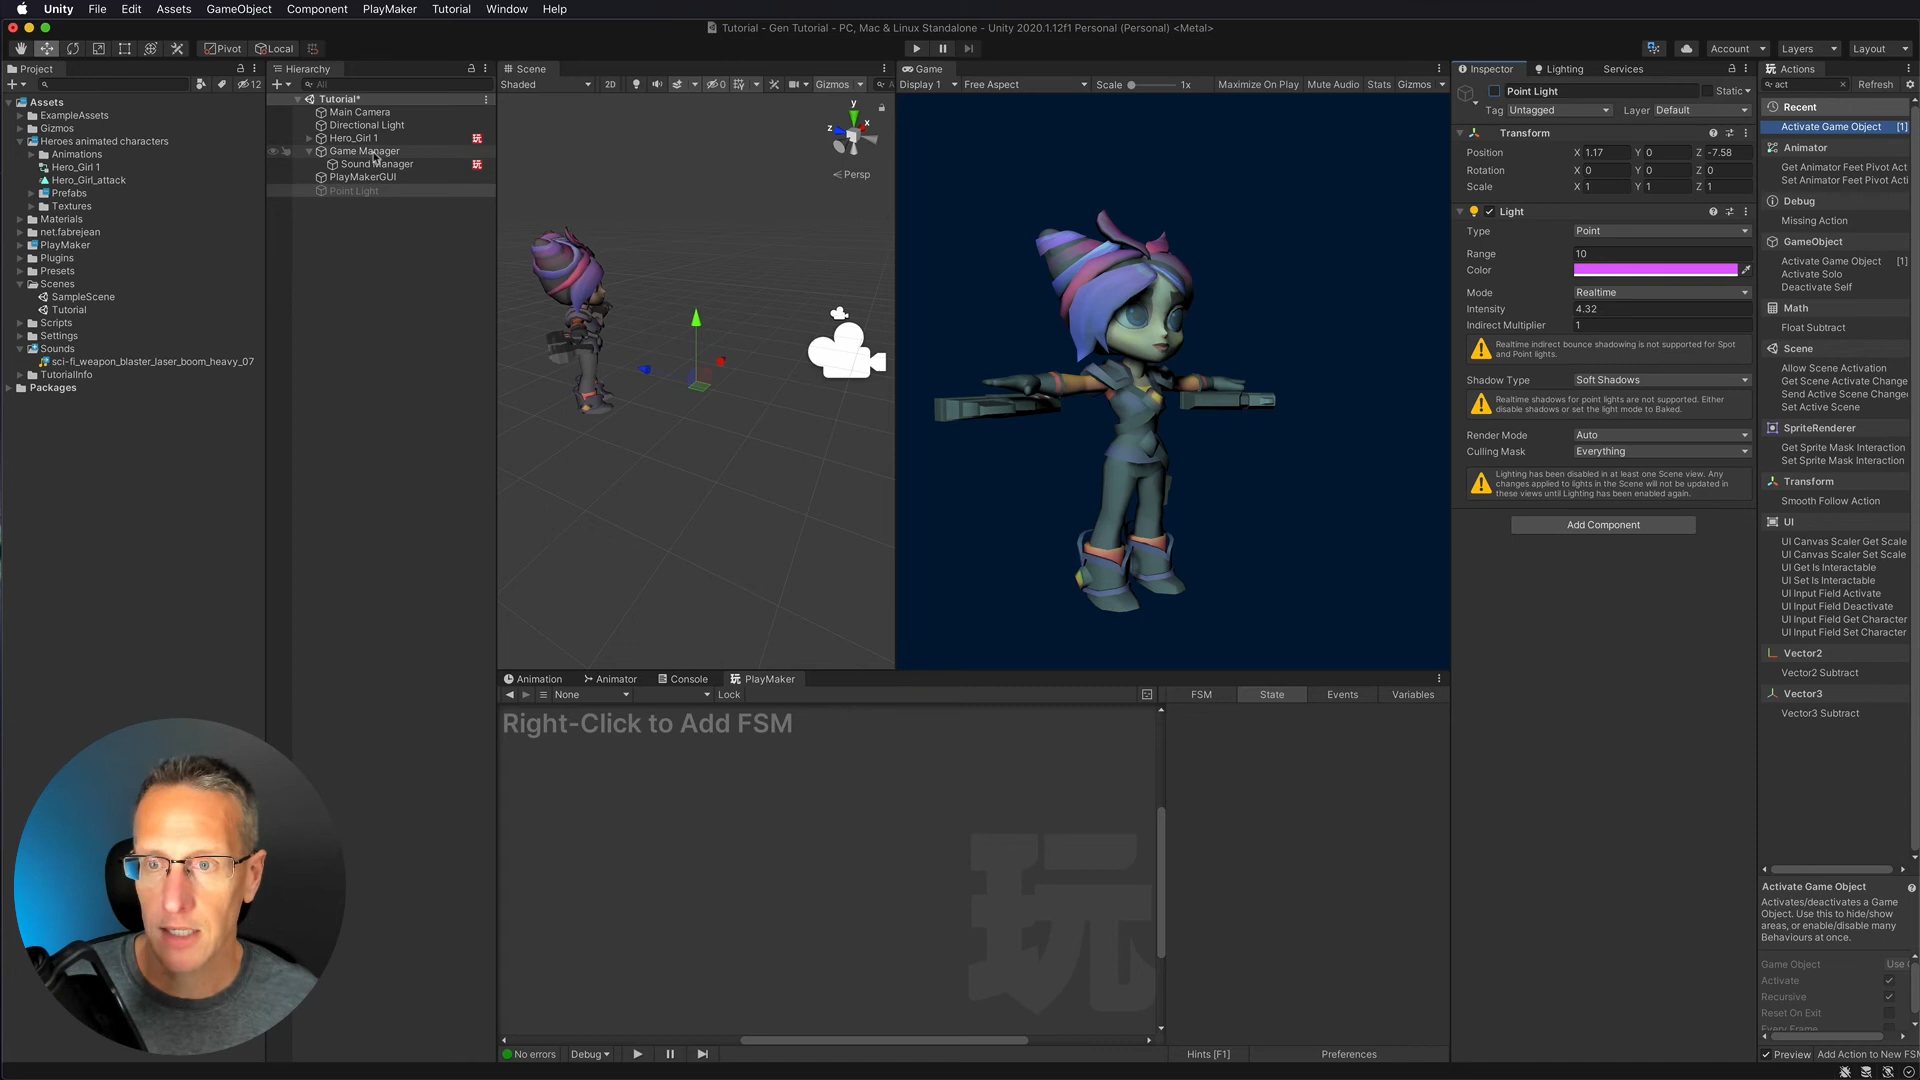 Unity File Edit Assets GameObject Component PlayMaker Tutorial Window Help
Tutorial - Gen Tutorial - PC, Mac & Linux Standalone - Unity 2020.1.12f1 Personal (Personal) <Metal>
Pivot Local Account Layers Layout
Project
12
Assets
ExampleAssets
Gizmos
Heroes animated characters
Animations
Hero_Girl 1
Hero_Girl_attack
Prefabs
Textures
Materials
net.fabrejean
PlayMaker
Plugins
Presets
Scenes
SampleScene
Tutorial
Scripts
Settings
Sounds
sci-fi_weapon_blaster_laser_boom_heavy_07
TutorialInfo
Packages
Hierarchy
All
Tutorial*
Main Camera
Directional Light
Hero_Girl 1
Game Manager
Sound Manager
PlayMakerGUI
Point Light
Scene
Shaded 2D 0 Gizmos A
y
x
z
Persp
Game
Display 1 Free Aspect Scale 1x Maximize On Play Mute Audio Stats Gizmos
Animation Animator Console PlayMaker
None Lock
FSM State Events Variables
Right-Click to Add FSM
玩
No errors Debug
Hints [F1] Preferences
Inspector Lighting Services
Point Light Static
Tag Untagged Layer Default
Transform
Position X 1.17 Y 0 Z -7.58
Rotation X 0 Y 0 Z 0
Scale X 1 Y 1 Z 1
Light
Type Point
Range 10
Color
Mode Realtime
Intensity 4.32
Indirect Multiplier 1
Realtime indirect bounce shadowing is not supported for Spot
and Point lights.
Shadow Type Soft Shadows
Realtime shadows for point lights are not supported. Either
disable shadows or set the light mode to Baked.
Render Mode Auto
Culling Mask Everything
Lighting has been disabled in at least one Scene view. Any
changes applied to lights in the Scene will not be updated in
these views until Lighting has been enabled again.
Add Component
Actions
act Refresh
Recent
Activate Game Object [1]
Animator
Get Animator Feet Pivot Acti
Set Animator Feet Pivot Acti
Debug
Missing Action
GameObject
Activate Game Object [1]
Activate Solo
Deactivate Self
Math
Float Subtract
Scene
Allow Scene Activation
Get Scene Activate Change
Send Active Scene Change
Set Active Scene
SpriteRenderer
Get Sprite Mask Interaction
Set Sprite Mask Interaction
Transform
Smooth Follow Action
UI
UI Canvas Scaler Get Scale
UI Canvas Scaler Set Scale
UI Get Is Interactable
UI Set Is Interactable
UI Input Field Activate
UI Input Field Deactivate
UI Input Field Get Character
UI Input Field Set Character
Vector2
Vector2 Subtract
Vector3
Vector3 Subtract
Activate Game Object
Activates/deactivates a Game
Object. Use this to hide/show
areas, or enable/disable many
Behaviours at once.
Game Object Use
Activate
Recursive
Reset On Exit
Every Frame
Preview Add Action to New FSM